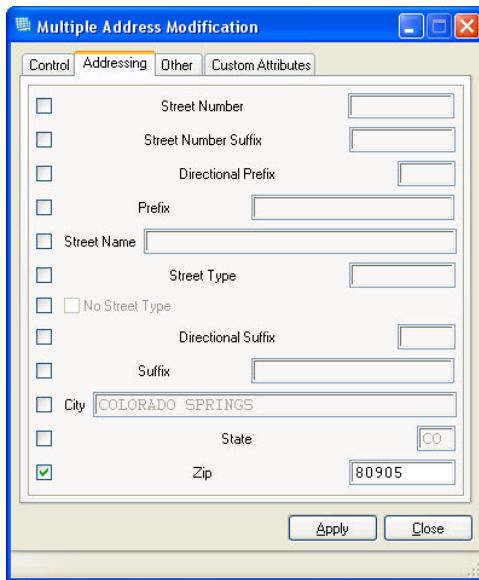 Multiple Address Modification
Control Addressing Other Custom Attributes
Street Number
Street Number Suffix
Directional Prefix
Prefix
Street Name
Street Type
No Street Type
Directional Suffix
Suffix
City COLORADO SPRINGS
State CO
Zip 80905
Apply Close